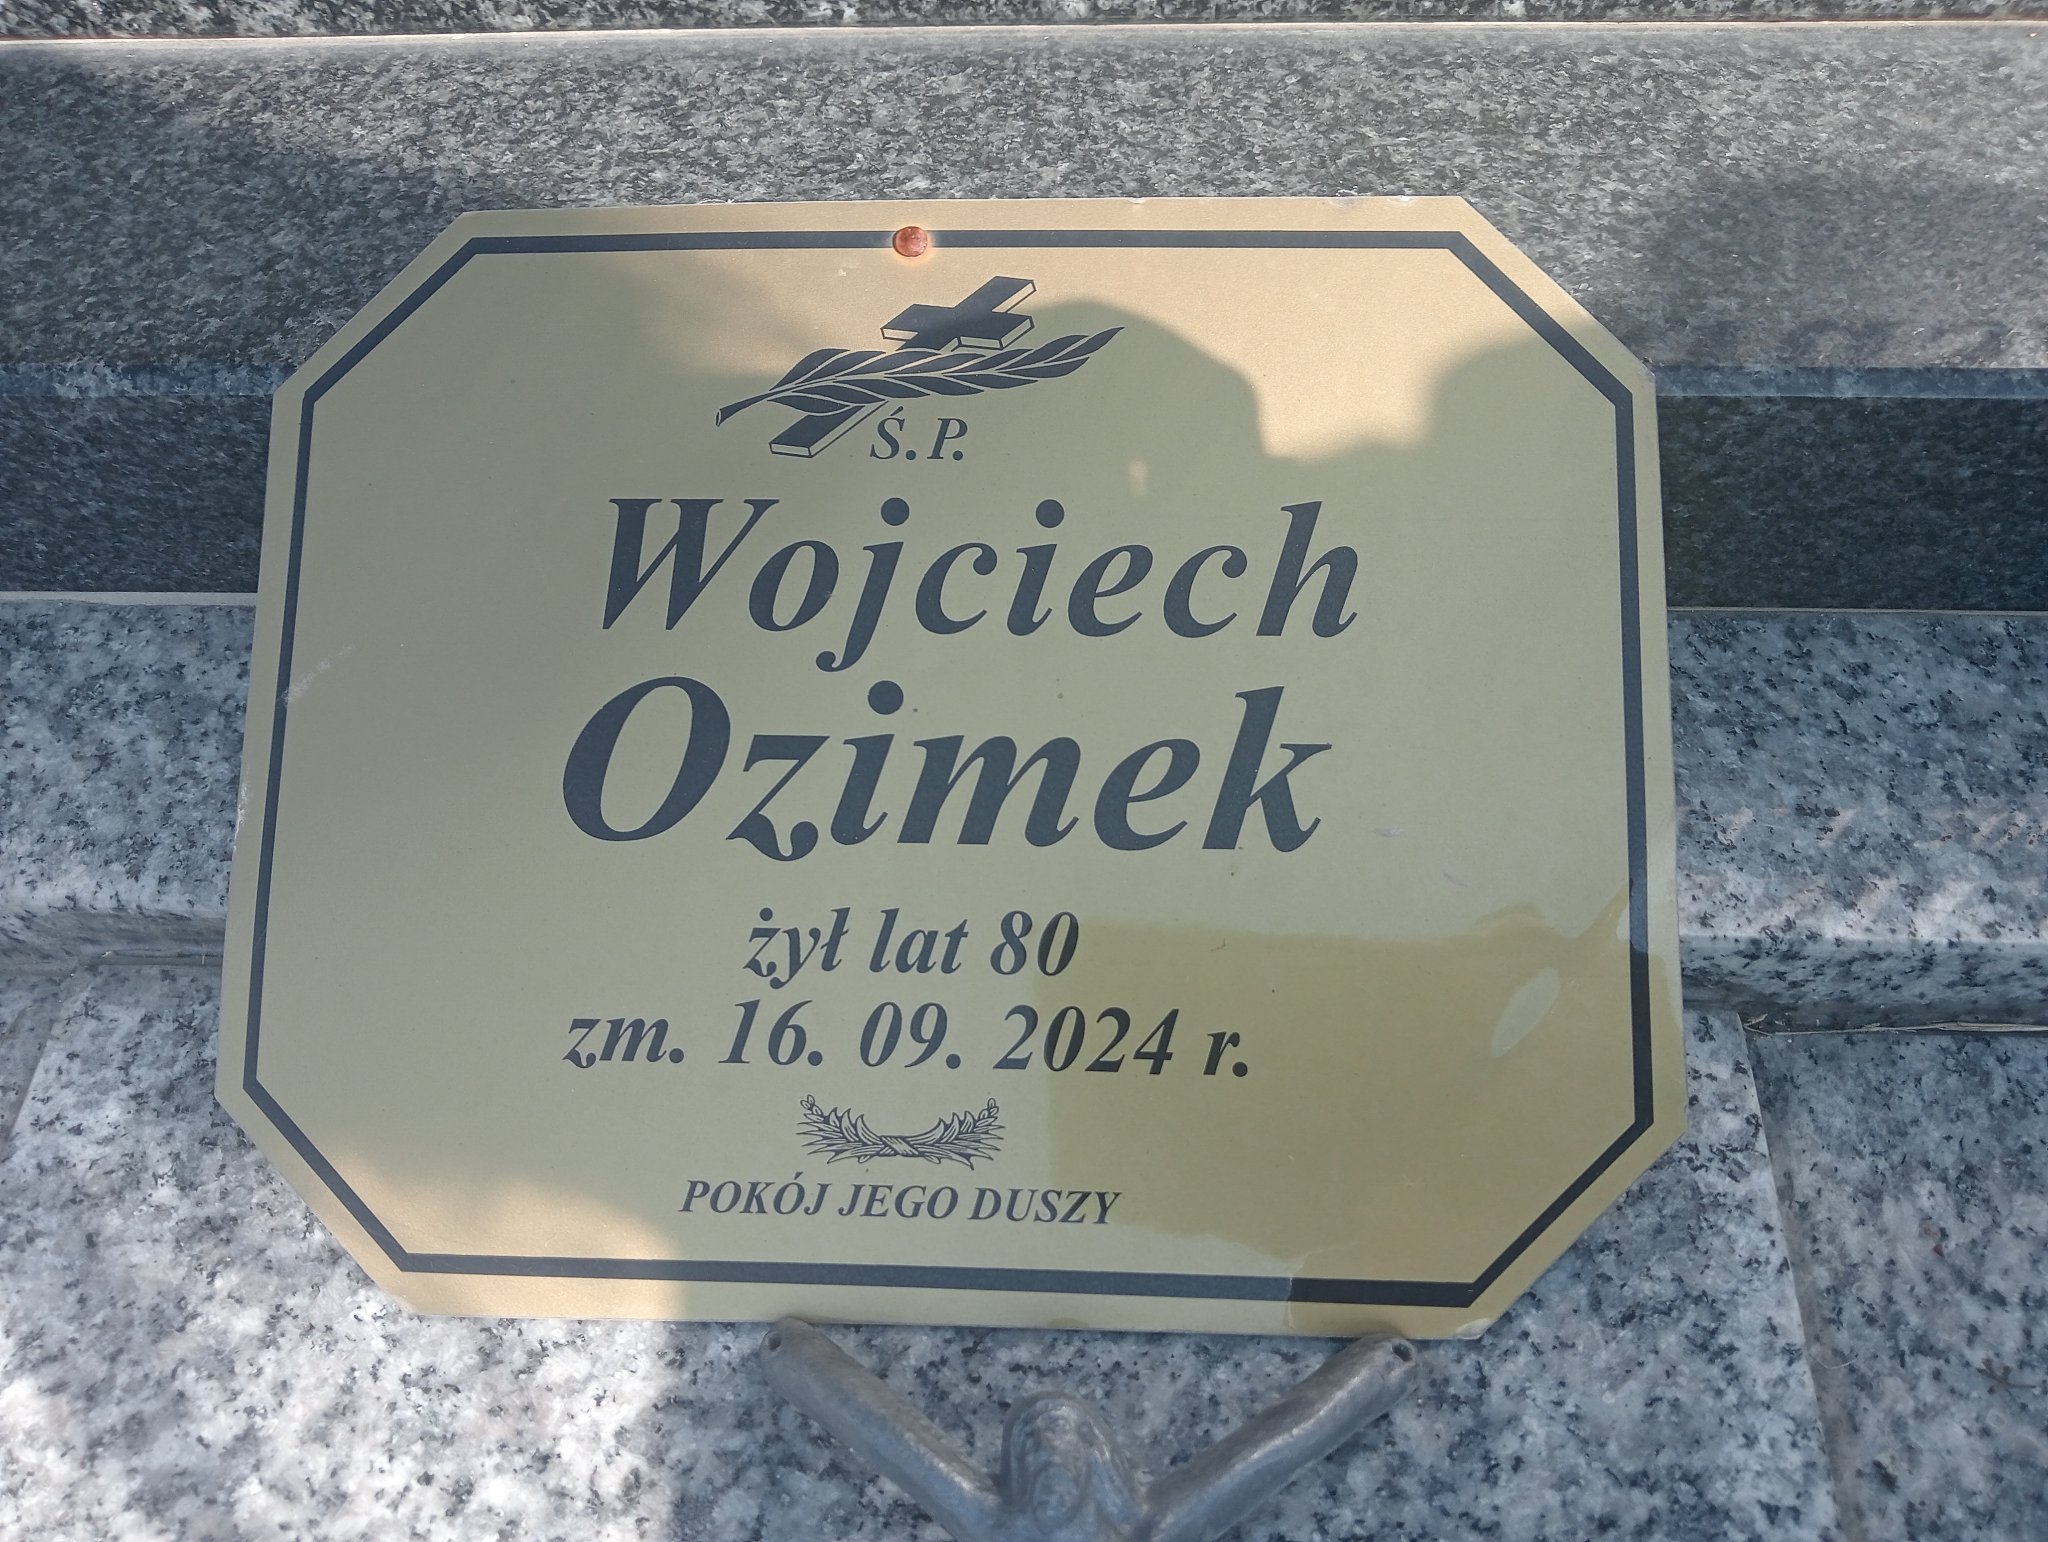 Ś.P.
Wojciech
Ozimek
żył lat 80
zm. 16. 09. 2024 r.
POKÓJ JEGO DUSZY